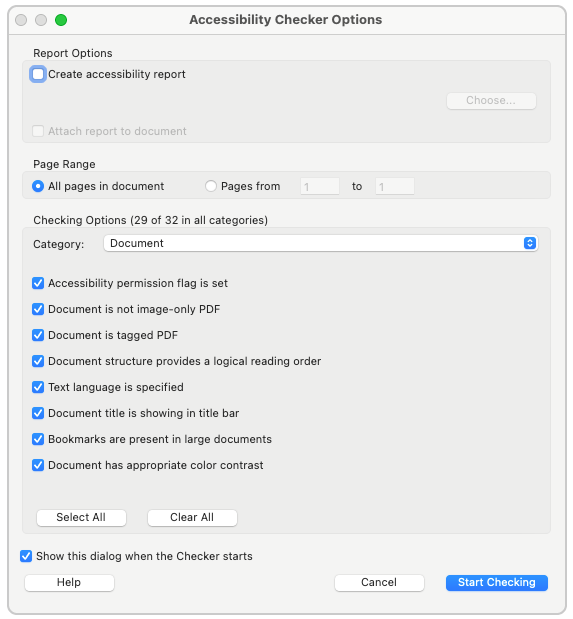 Accessibility Checker Options
Report Options
Create accessibility report
Choose...
Attach report to document
Page Range
All pages in document Pages from 1 to 1
Checking Options (29 of 32 in all categories)
Category: Document
Accessibility permission flag is set
Document is not image-only PDF
Document is tagged PDF
Document structure provides a logical reading order
Text language is specified
Document title is showing in title bar
Bookmarks are present in large documents
Document has appropriate color contrast
Select All Clear All
Show this dialog when the Checker starts
Help Cancel Start Checking